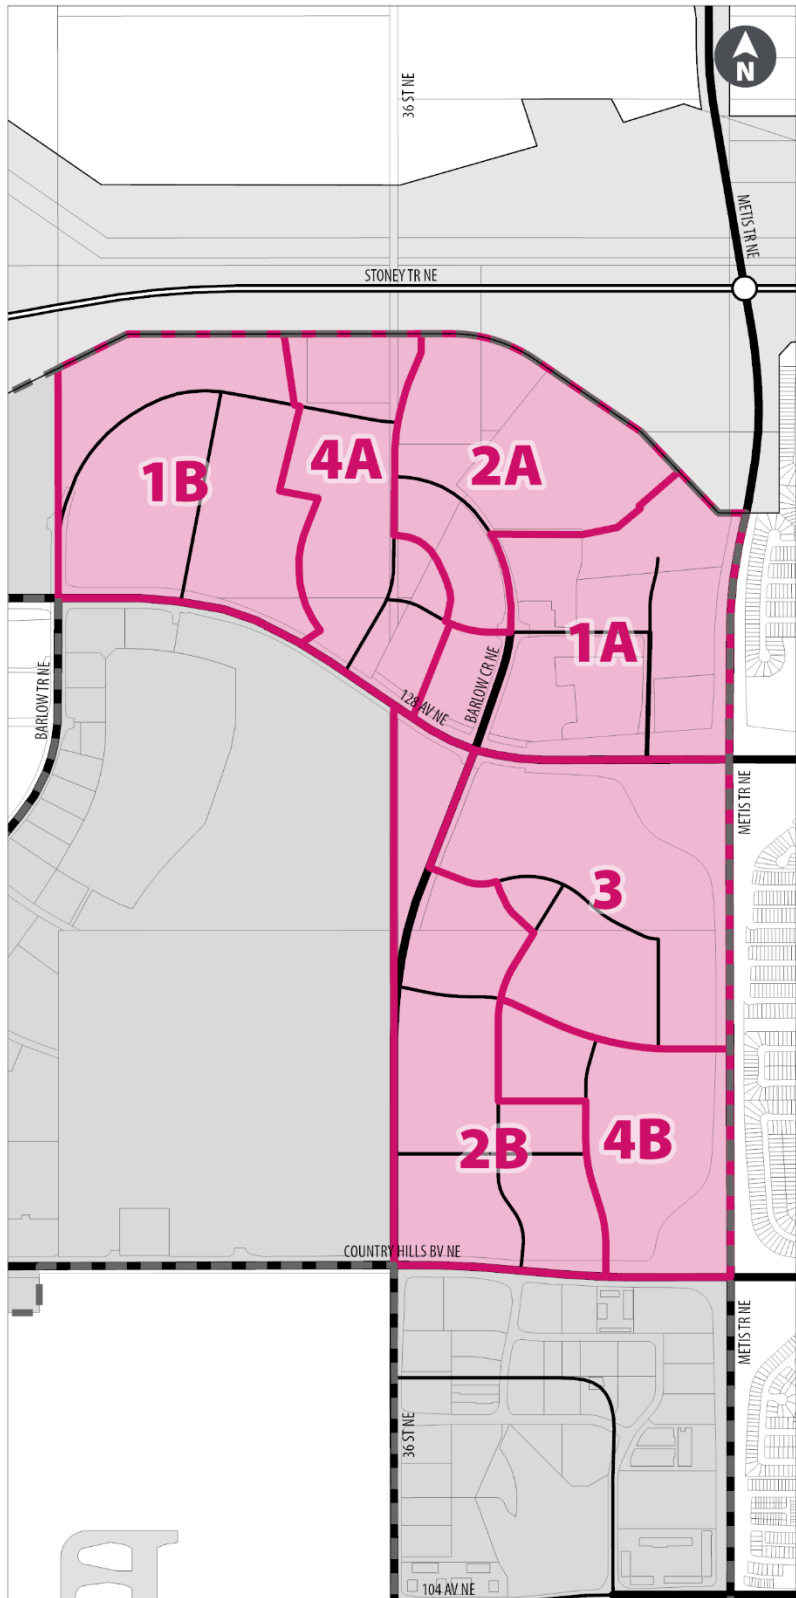 N
36 ST NE
METIS TR NE
STONEY TR NE
1B
4A
2A
1A
BARLOW TR NE
BARLOW CR NE
128 AV NE
METIS TR NE
3
2B
4B
COUNTRY HILLS BV NE
METIS TR NE
36 ST NE
104 AV NE